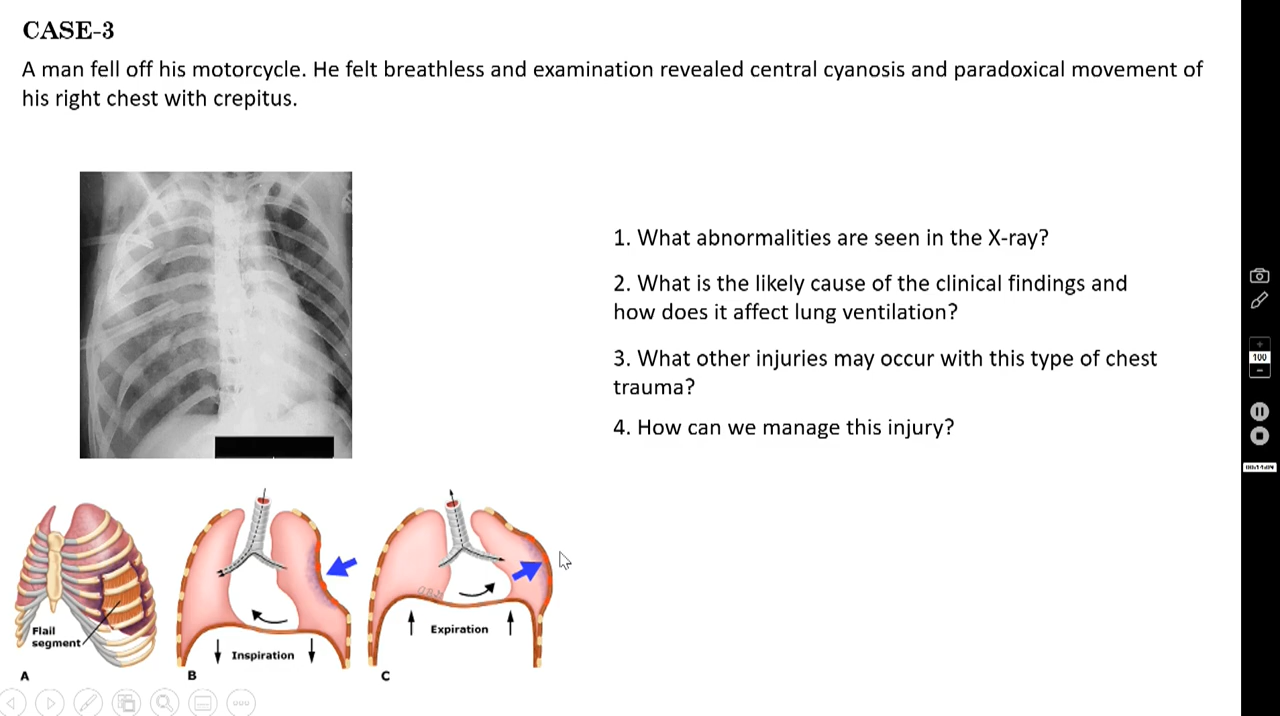 CASE-3
A man fell off his motorcycle. He felt breathless and examination revealed central cyanosis and paradoxical movement of
his right chest with crepitus.
1. What abnormalities are seen in the X-ray?
2. What is the likely cause of the clinical findings and
how does it affect lung ventilation?
3. What other injuries may occur with this type of chest
trauma?
4. How can we manage this injury?
Flail
segment
A
Inspiration
B
Expiration
C
100